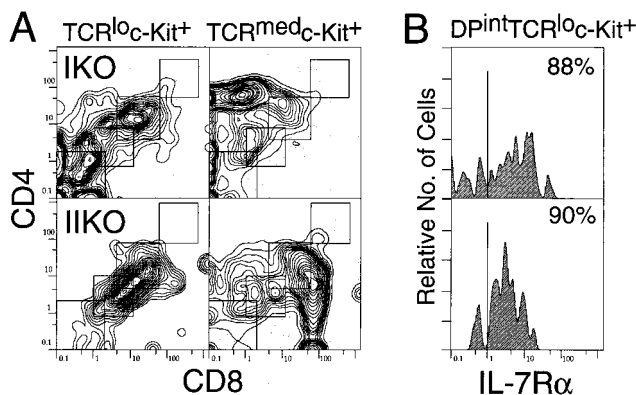 A
TCRloc-Kit+ TCRmedc-Kit+
B
DPintTCRloc-Kit+
IKO
88%
100
10
1
0.1
IIKO
90%
100
10
1
0.1
0.1 1 10 100 0.1 1 10 100
0.1 1 10 100
CD4
CD8
Relative No. of Cells
IL-7Rα